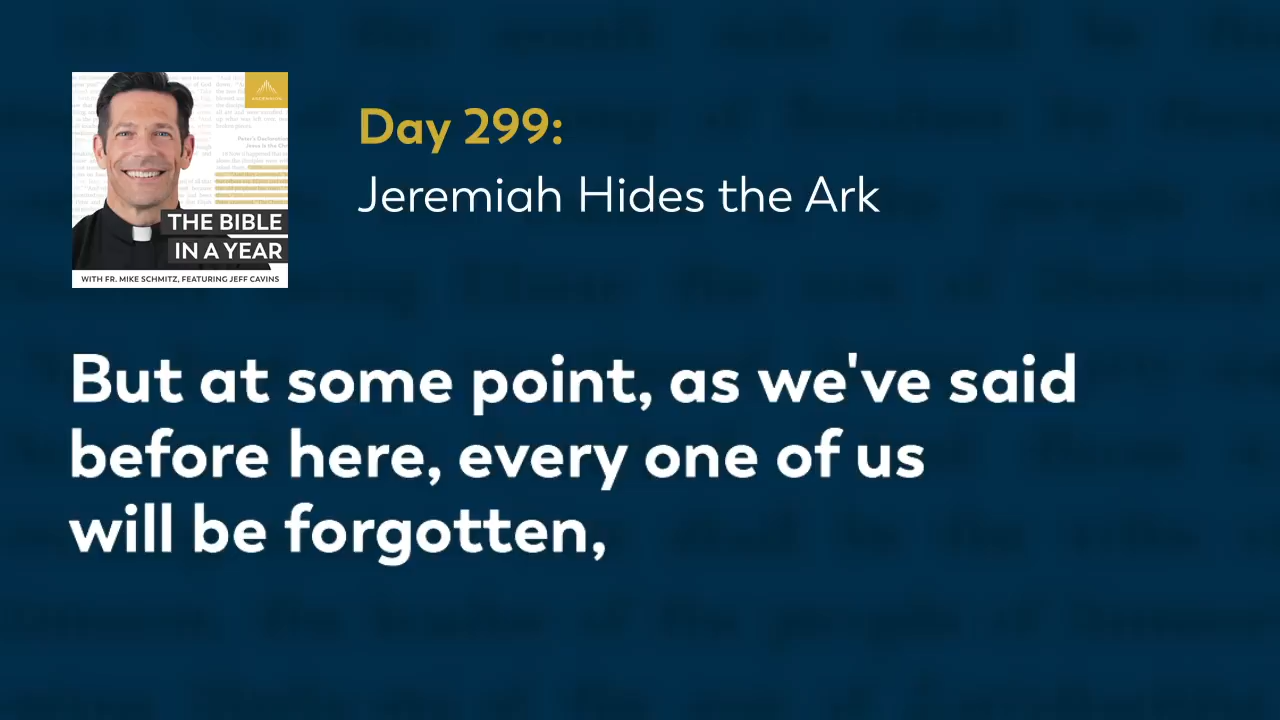 THE BIBLE
IN A YEAR
WITH FR. MIKE SCHMITZ, FEATURING JEFF CAVINS
Day 299:
Jeremiah Hides the Ark
But at some point, as we've said
before here, every one of us
will be forgotten,